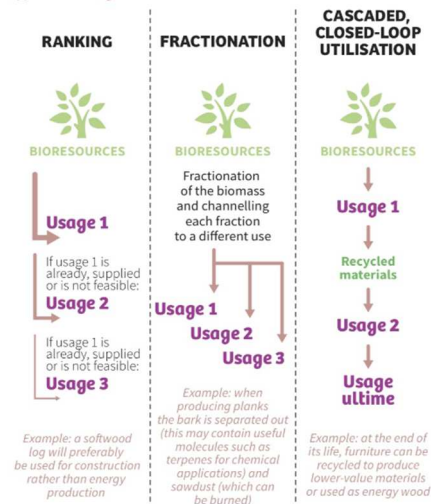 RANKING
BIORESOURCES
Usage 1
If usage 1 is
already, supplied
or is not feasible:
Usage 2
If usage 1 is
already, supplied
or is not feasible:
Usage 3
Example: a softwood
log will preferably
be used for construction
rather than energy
production
FRACTIONATION
BIORESOURCES
Fractionation
of the biomass
and channelling
each fraction
to a different use
Usage 1
Usage 2
Usage 3
Example: when
producing planks
the bark is separated out
(this may contain useful
molecules such as
terpenes for chemical
applications) and
sawdust (which can
be burned)
CASCADED,
CLOSED-LOOP
UTILISATION
BIORESOURCES
Usage 1
Recycled
materials
Usage 2
Usage
ultime
Example: at the end of
its life, furniture can be
recycled to produce
lower-value materials
or used as energy wood